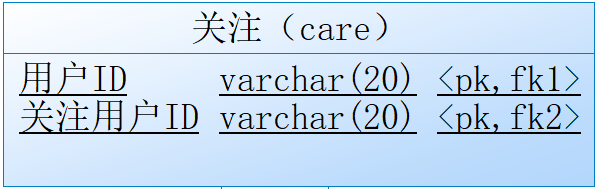 关注（care）
用户ID varchar(20) <pk,fk1>
关注用户ID varchar(20) <pk,fk2>